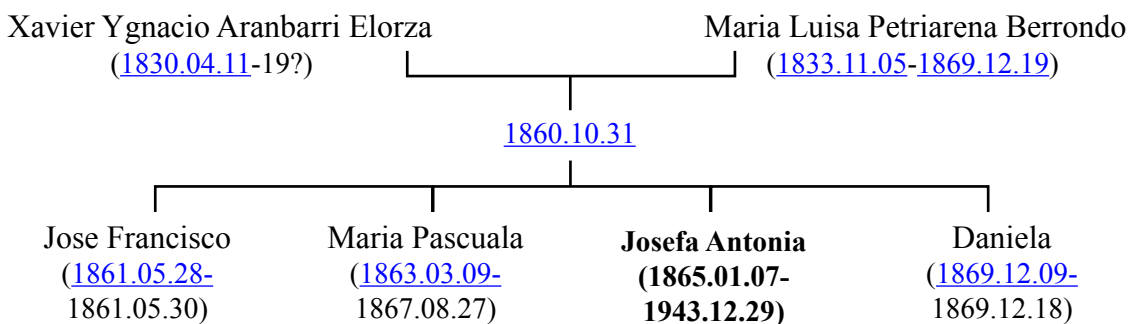 Xavier Ygnacio Aranbarri Elorza
(1830.04.11-19?)
Maria Luisa Petriarena Berrondo
(1833.11.05-1869.12.19)
1860.10.31
Jose Francisco
(1861.05.28-
1861.05.30)
Maria Pascuala
(1863.03.09-
1867.08.27)
Josefa Antonia
(1865.01.07-
1943.12.29)
Daniela
(1869.12.09-
1869.12.18)